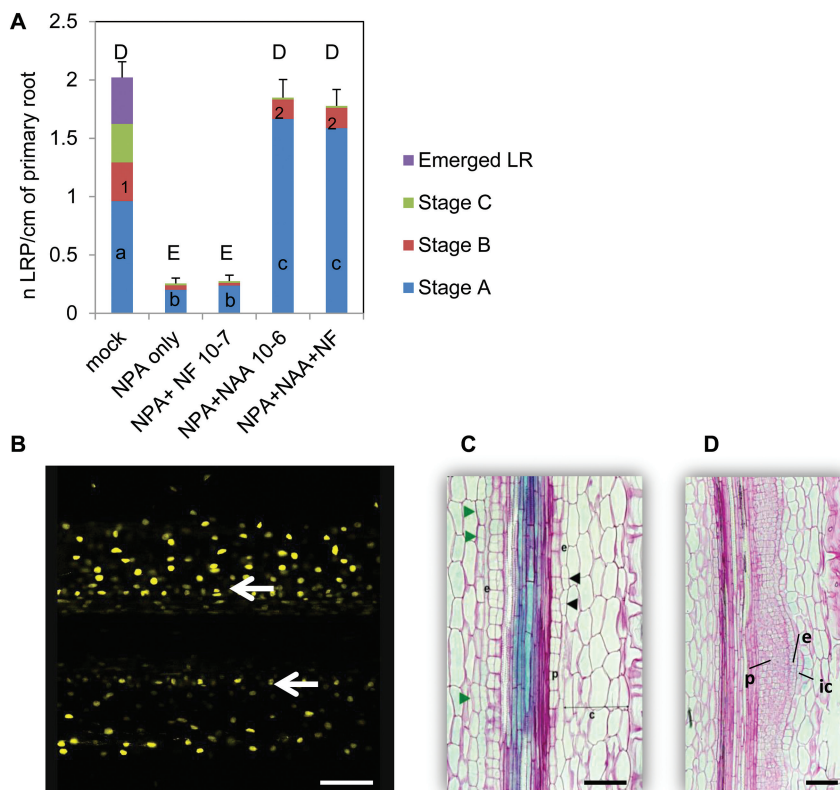 A
2.5
2
1.5
1
0.5
0
n LRP/cm of primary root
D
E
E
D
D
1
a
b
b
2
c
2
c
mock
NPA only
NPA+ NF 10-7
NPA+NAA 10-6
NPA+NAA+NF
Emerged LR
Stage C
Stage B
Stage A
B
C
D
e
e
p
c
e
p
ic